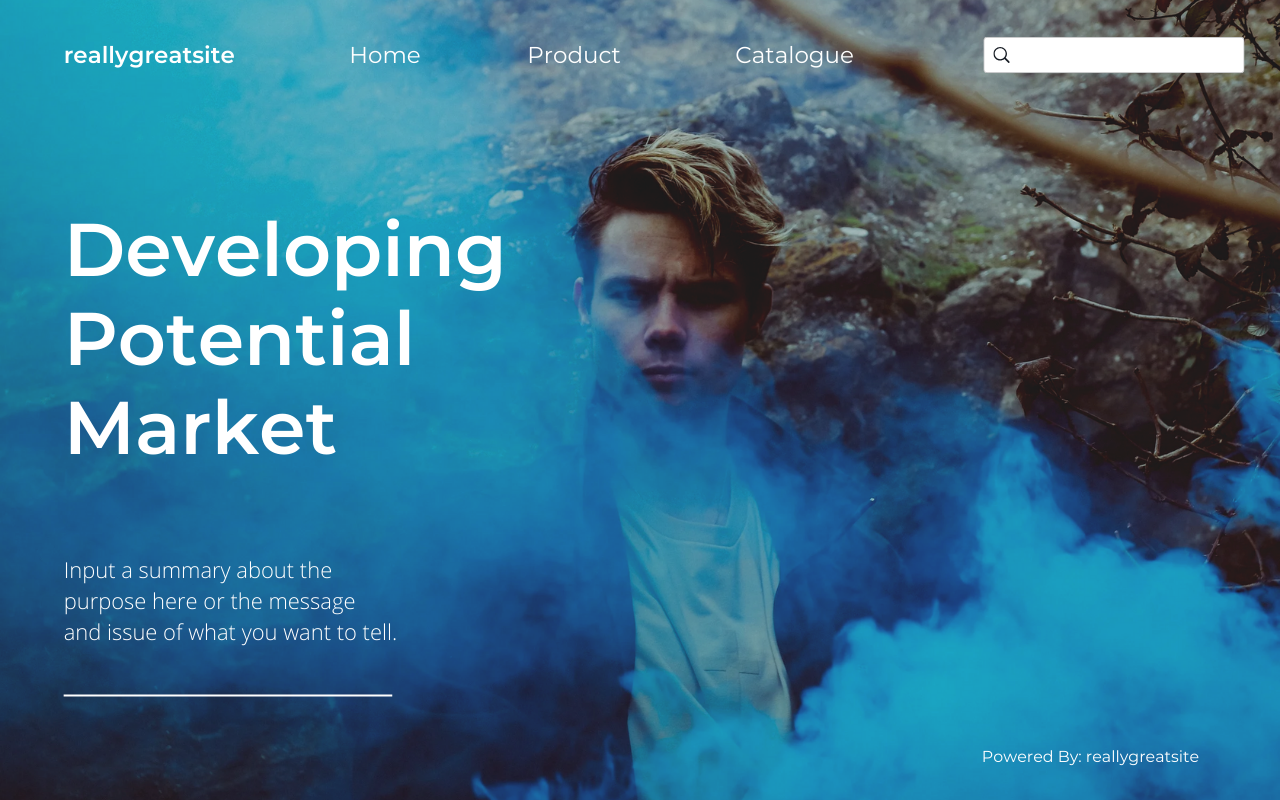 reallygreatsite
Home
Product
Catalogue
Developing
Potential
Market
Input a summary about the
purpose here or the message
and issue of what you want to tell.
Powered By: reallygreatsite